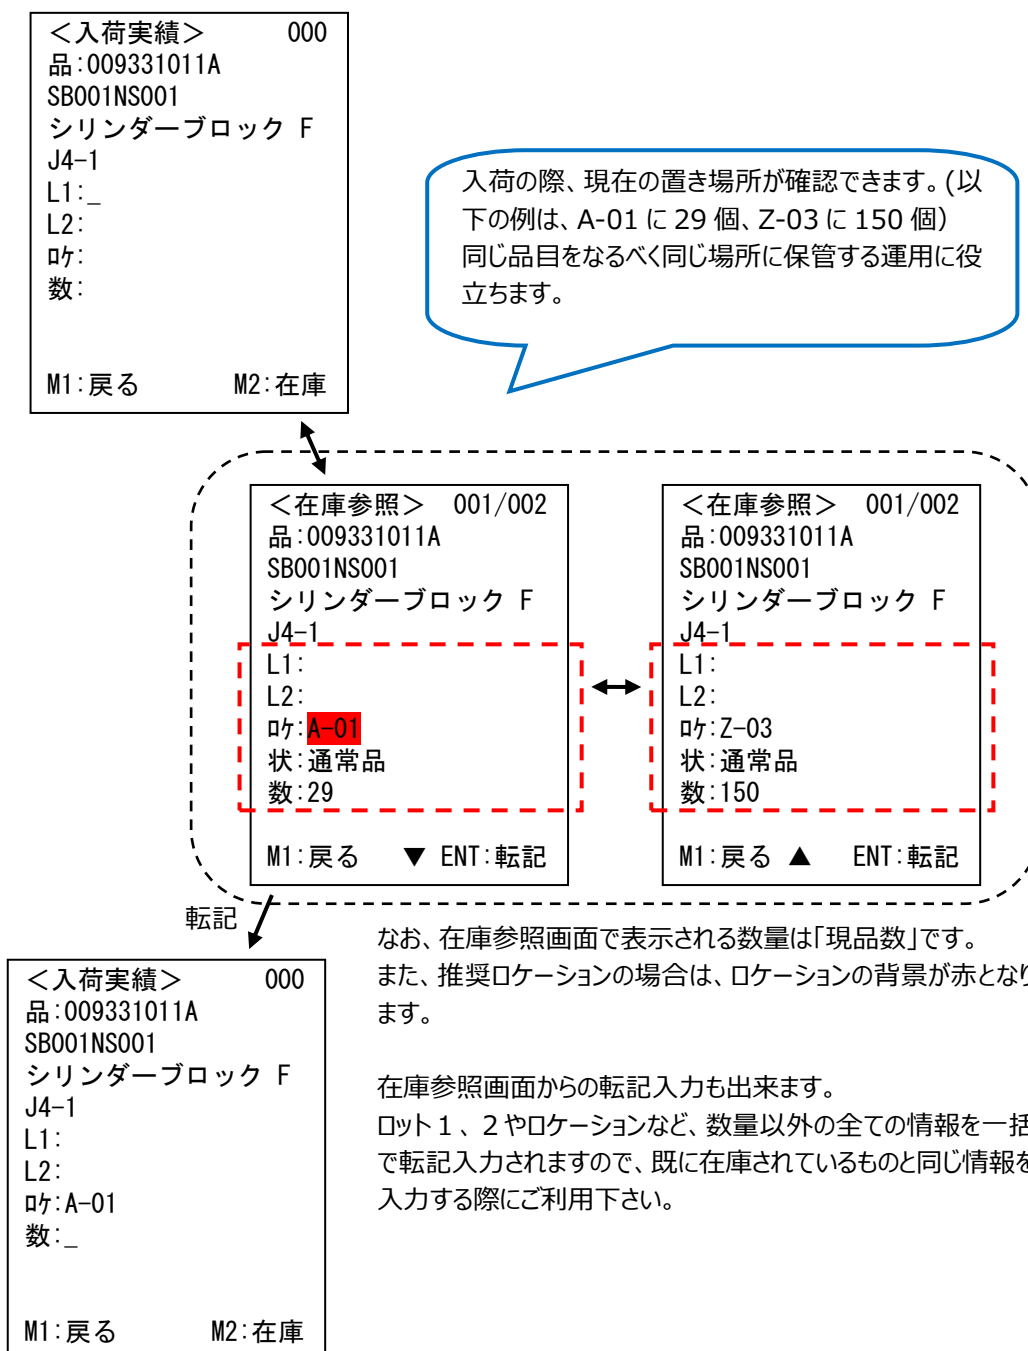 ＜入荷実績＞ 000
品:009331011A
SB001NS001
シリンダーブロック F
J4-1
L1:_
L2:
ﾛｹ:
数:
M1:戻る M2:在庫
入荷の際、現在の置き場所が確認できます。(以
下の例は、A-01 に 29 個、Z-03 に 150 個)
同じ品目をなるべく同じ場所に保管する運用に役
立ちます。
＜在庫参照＞ 001/002
品:009331011A
SB001NS001
シリンダーブロック F
J4-1
L1:
L2:
ﾛｹ:A-01
状:通常品
数:29
M1:戻る ▼ ENT:転記
＜在庫参照＞ 001/002
品:009331011A
SB001NS001
シリンダーブロック F
J4-1
L1:
L2:
ﾛｹ:Z-03
状:通常品
数:150
M1:戻る ▲ ENT:転記
転記
なお、在庫参照画面で表示される数量は「現品数」です。
また、推奨ロケーションの場合は、ロケーションの背景が赤となり
ます。
在庫参照画面からの転記入力も出来ます。
ロット１、２やロケーションなど、数量以外の全ての情報を一括
で転記入力されますので、既に在庫されているものと同じ情報を
入力する際にご利用下さい。
＜入荷実績＞ 000
品:009331011A
SB001NS001
シリンダーブロック F
J4-1
L1:
L2:
ﾛｹ:A-01
数:_
M1:戻る M2:在庫